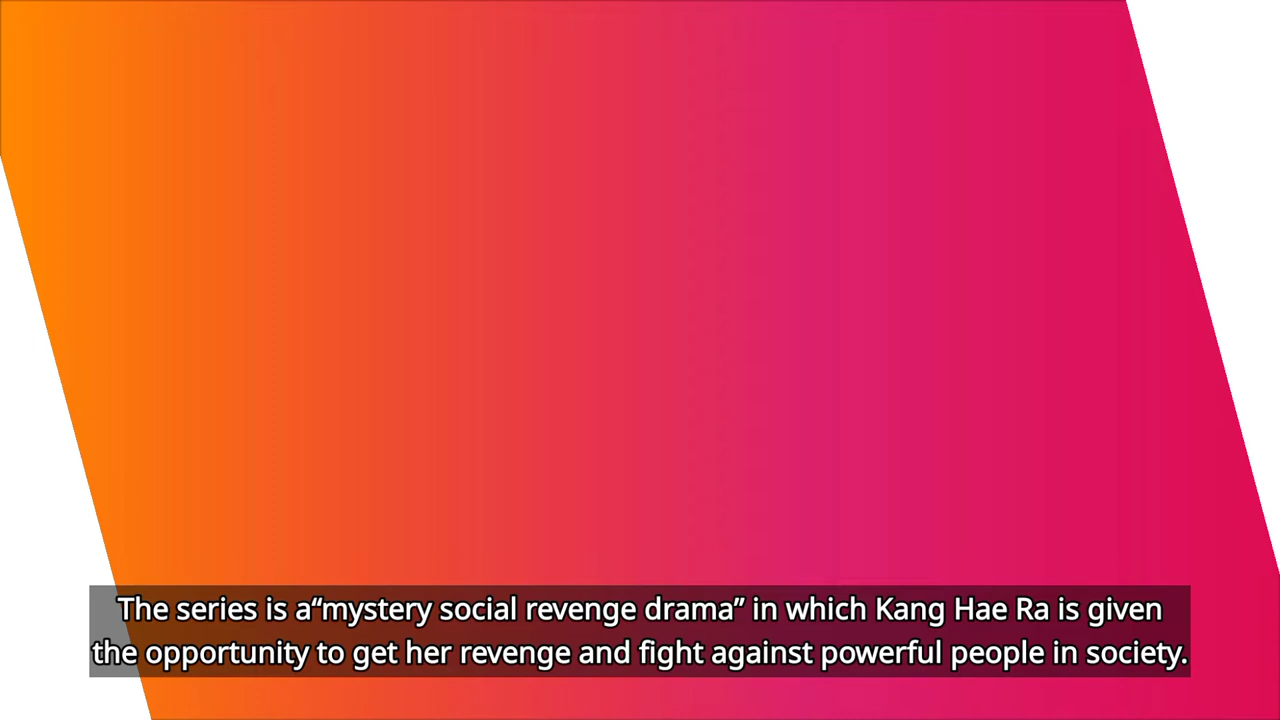 The series is a“mystery social revenge drama” in which Kang Hae Ra is given
the opportunity to get her revenge and fight against powerful people in society.